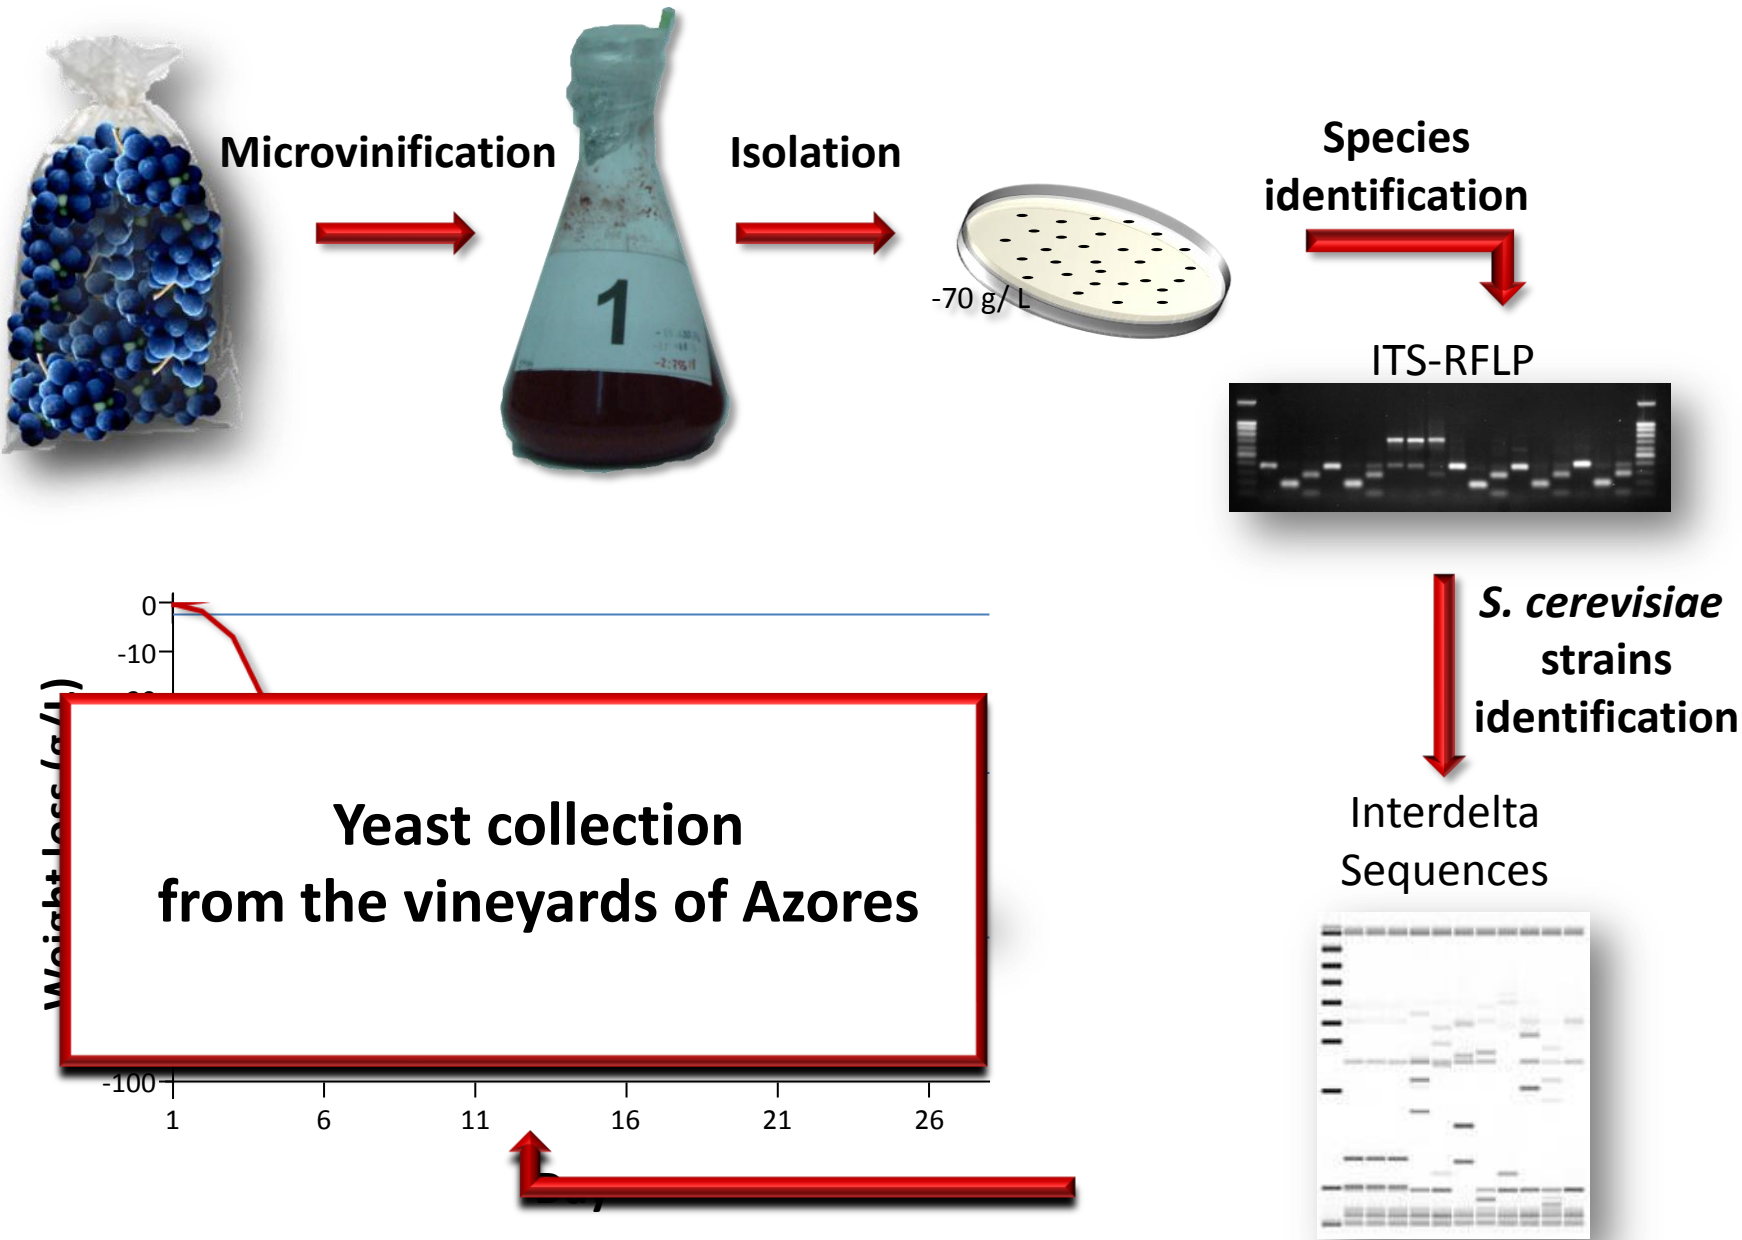 Microvinification
Isolation
Species
identification
1
-70 g/ L
ITS-RFLP
S. cerevisiae
strains
identification
Interdelta
Sequences
0
-10
Yeast collection
from the vineyards of Azores
-100
1 6 11 16 21 26